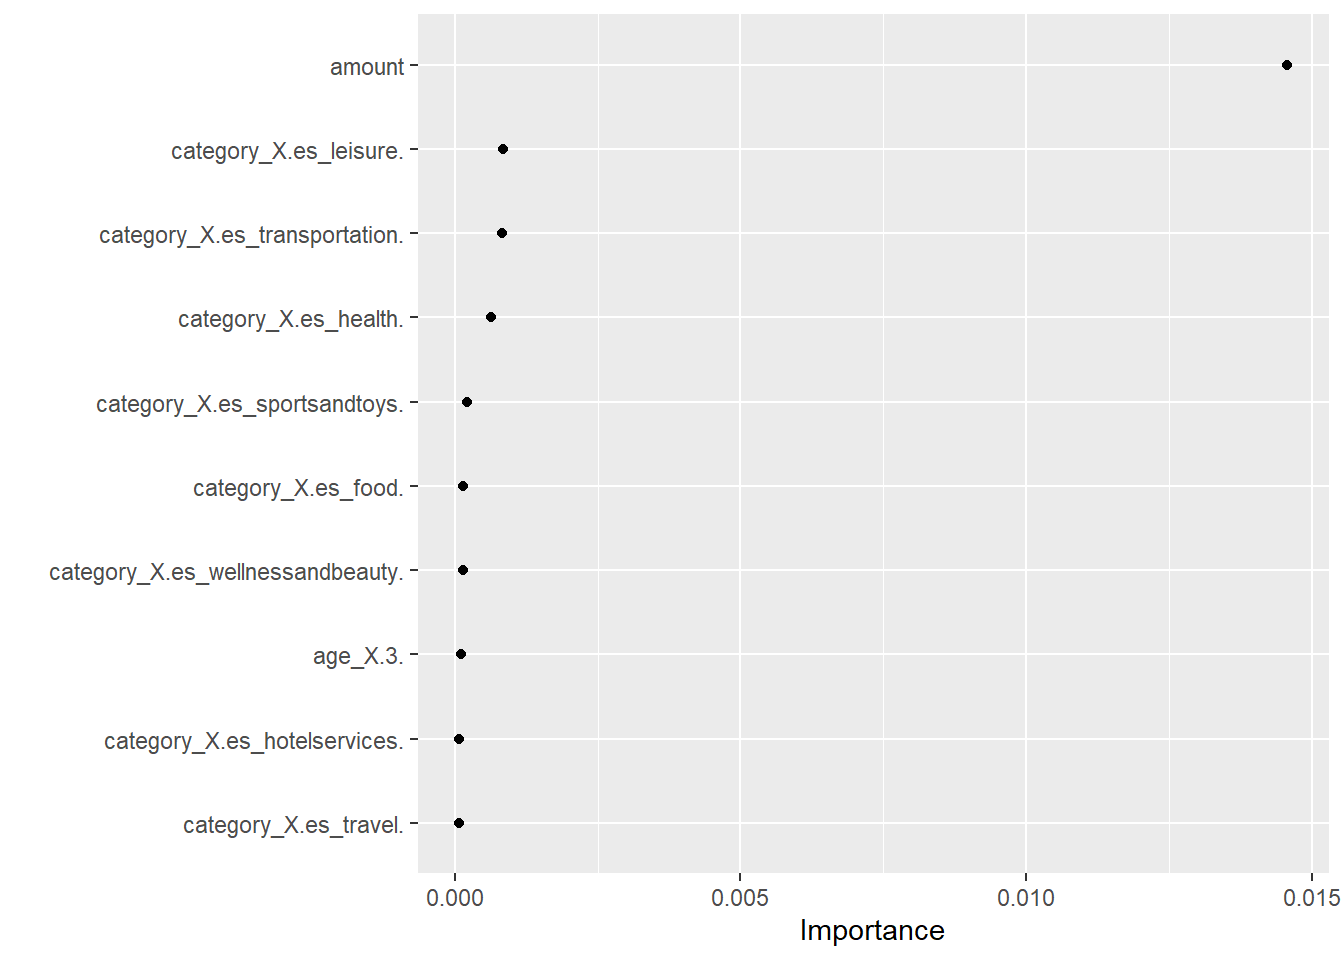 amount
category_X.es_leisure.
category_X.es_transportation.
category_X.es_health.
category_X.es_sportsandtoys.
category_X.es_food.
category_X.es_wellnessandbeauty.
age_X.3.
category_X.es_hotelservices.
category_X.es_travel.
0.000 0.005 0.010 0.015
Importance